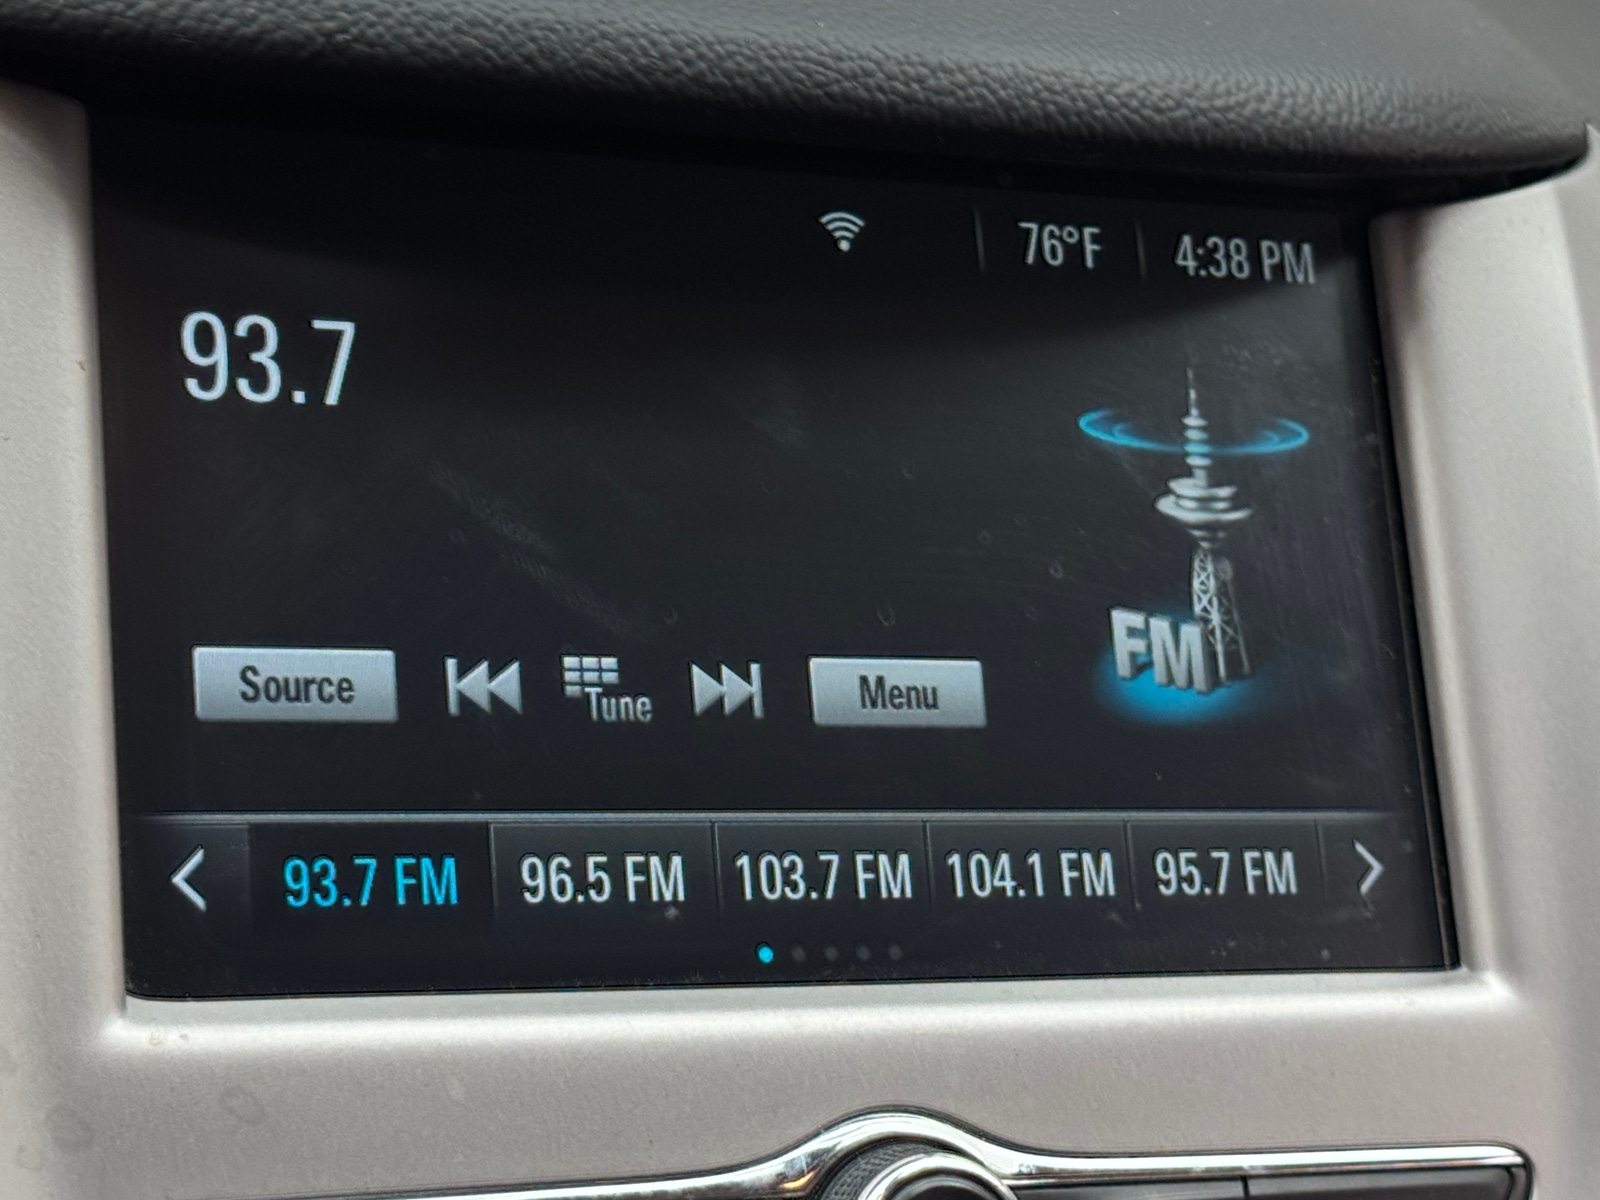 76°F 4:38 PM
93.7
FM
Source Tune Menu
93.7 FM 96.5 FM 103.7 FM 104.1 FM 95.7 FM